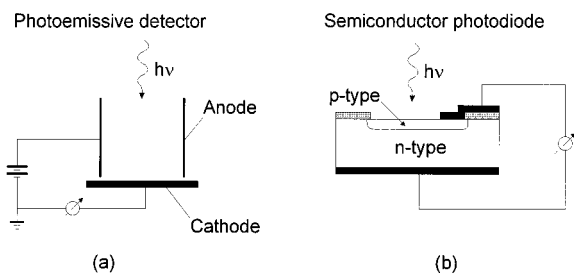 Photoemissive detector
Semiconductor photodiode
hν
hν
Anode
p-type
n-type
Cathode
(a)
(b)